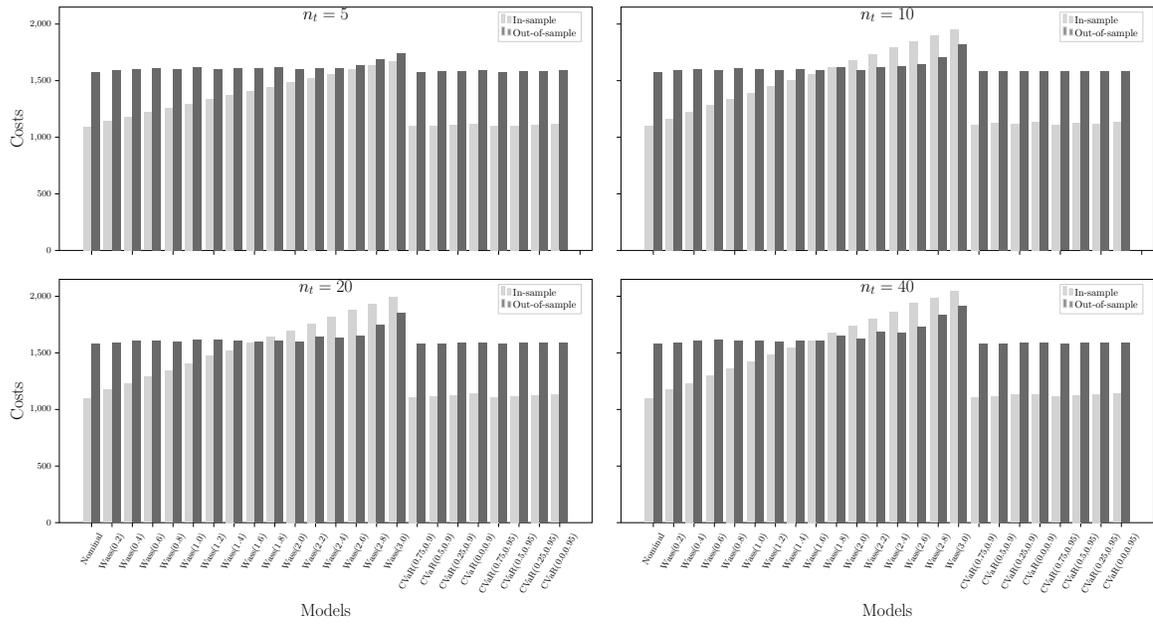 n_t = 5
In-sample
Out-of-sample
2,000
1,500
1,000
500
0
Costs
n_t = 10
In-sample
Out-of-sample
n_t = 20
In-sample
Out-of-sample
2,000
1,500
1,000
500
0
Costs
Nominal
Wass(0.2)
Wass(0.4)
Wass(0.6)
Wass(0.8)
Wass(1.0)
Wass(1.2)
Wass(1.4)
Wass(1.6)
Wass(1.8)
Wass(2.0)
Wass(2.2)
Wass(2.4)
Wass(2.6)
Wass(2.8)
Wass(3.0)
CVaR(0.75,0.9)
CVaR(0.5,0.9)
CVaR(0.25,0.9)
CVaR(0.0,0.9)
CVaR(0.75,0.95)
CVaR(0.5,0.95)
CVaR(0.25,0.95)
CVaR(0.0,0.95)
Models
n_t = 40
In-sample
Out-of-sample
Nominal
Wass(0.2)
Wass(0.4)
Wass(0.6)
Wass(0.8)
Wass(1.0)
Wass(1.2)
Wass(1.4)
Wass(1.6)
Wass(1.8)
Wass(2.0)
Wass(2.2)
Wass(2.4)
Wass(2.6)
Wass(2.8)
Wass(3.0)
CVaR(0.75,0.9)
CVaR(0.5,0.9)
CVaR(0.25,0.9)
CVaR(0.0,0.9)
CVaR(0.75,0.95)
CVaR(0.5,0.95)
CVaR(0.25,0.95)
CVaR(0.0,0.95)
Models